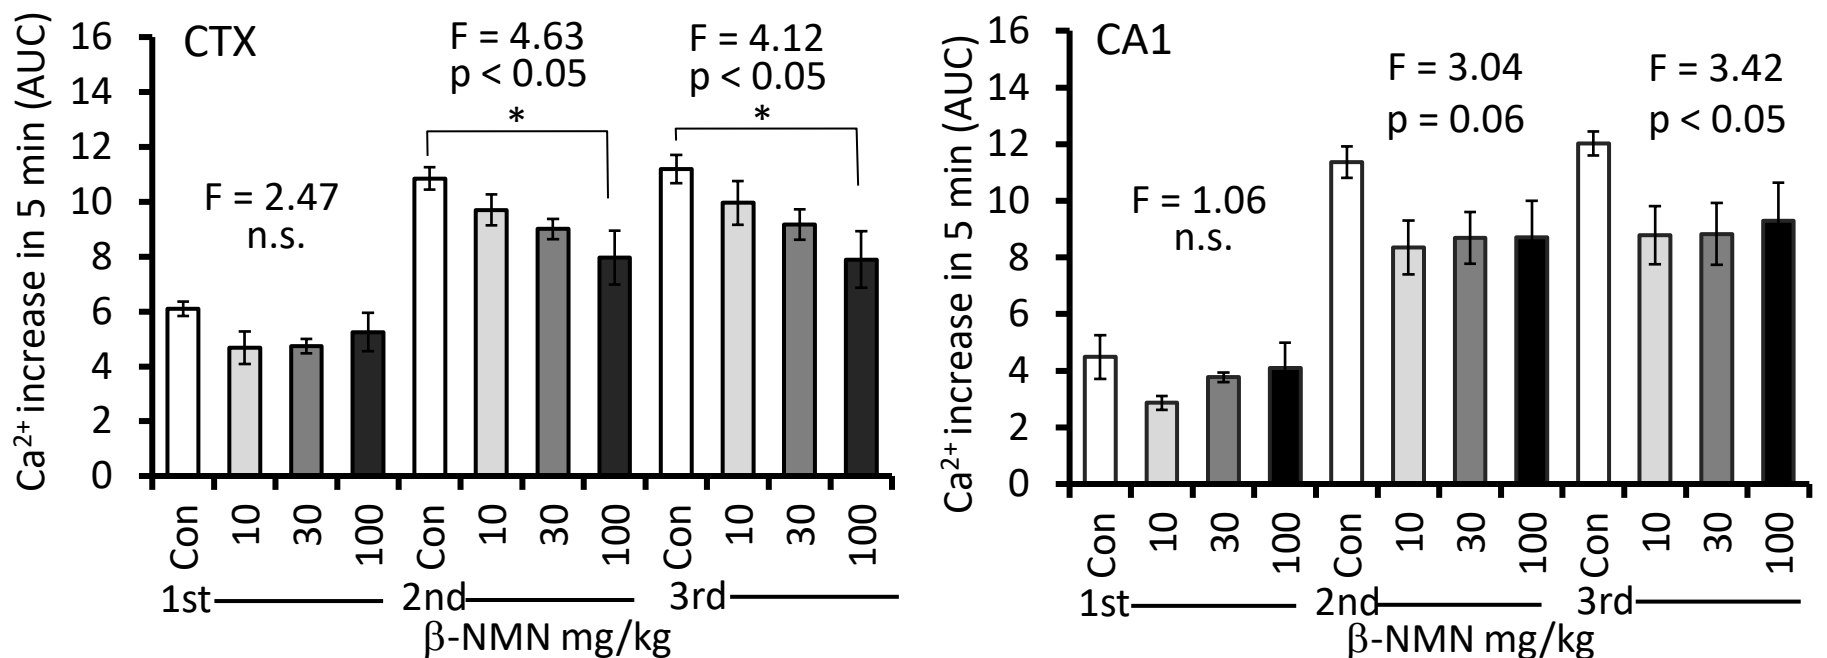 CTX
F = 4.63
p < 0.05
*
F = 4.12
p < 0.05
*
F = 2.47
n.s.
Ca²⁺ increase in 5 min (AUC)
16
14
12
10
8
6
4
2
0
Con 10 30 100 Con 10 30 100 Con 10 30 100
1st 2nd 3rd
β-NMN mg/kg
CA1
F = 3.04
p = 0.06
F = 3.42
p < 0.05
F = 1.06
n.s.
Ca²⁺ increase in 5 min (AUC)
16
14
12
10
8
6
4
2
0
Con 10 30 100 Con 10 30 100 Con 10 30 100
1st 2nd 3rd
β-NMN mg/kg